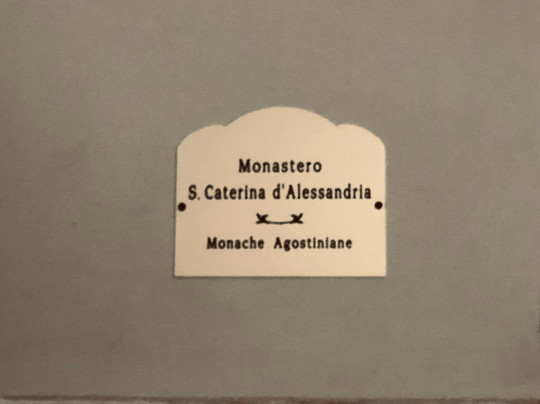 Monastero
S. Caterina d'Alessandria
Monache Agostiniane